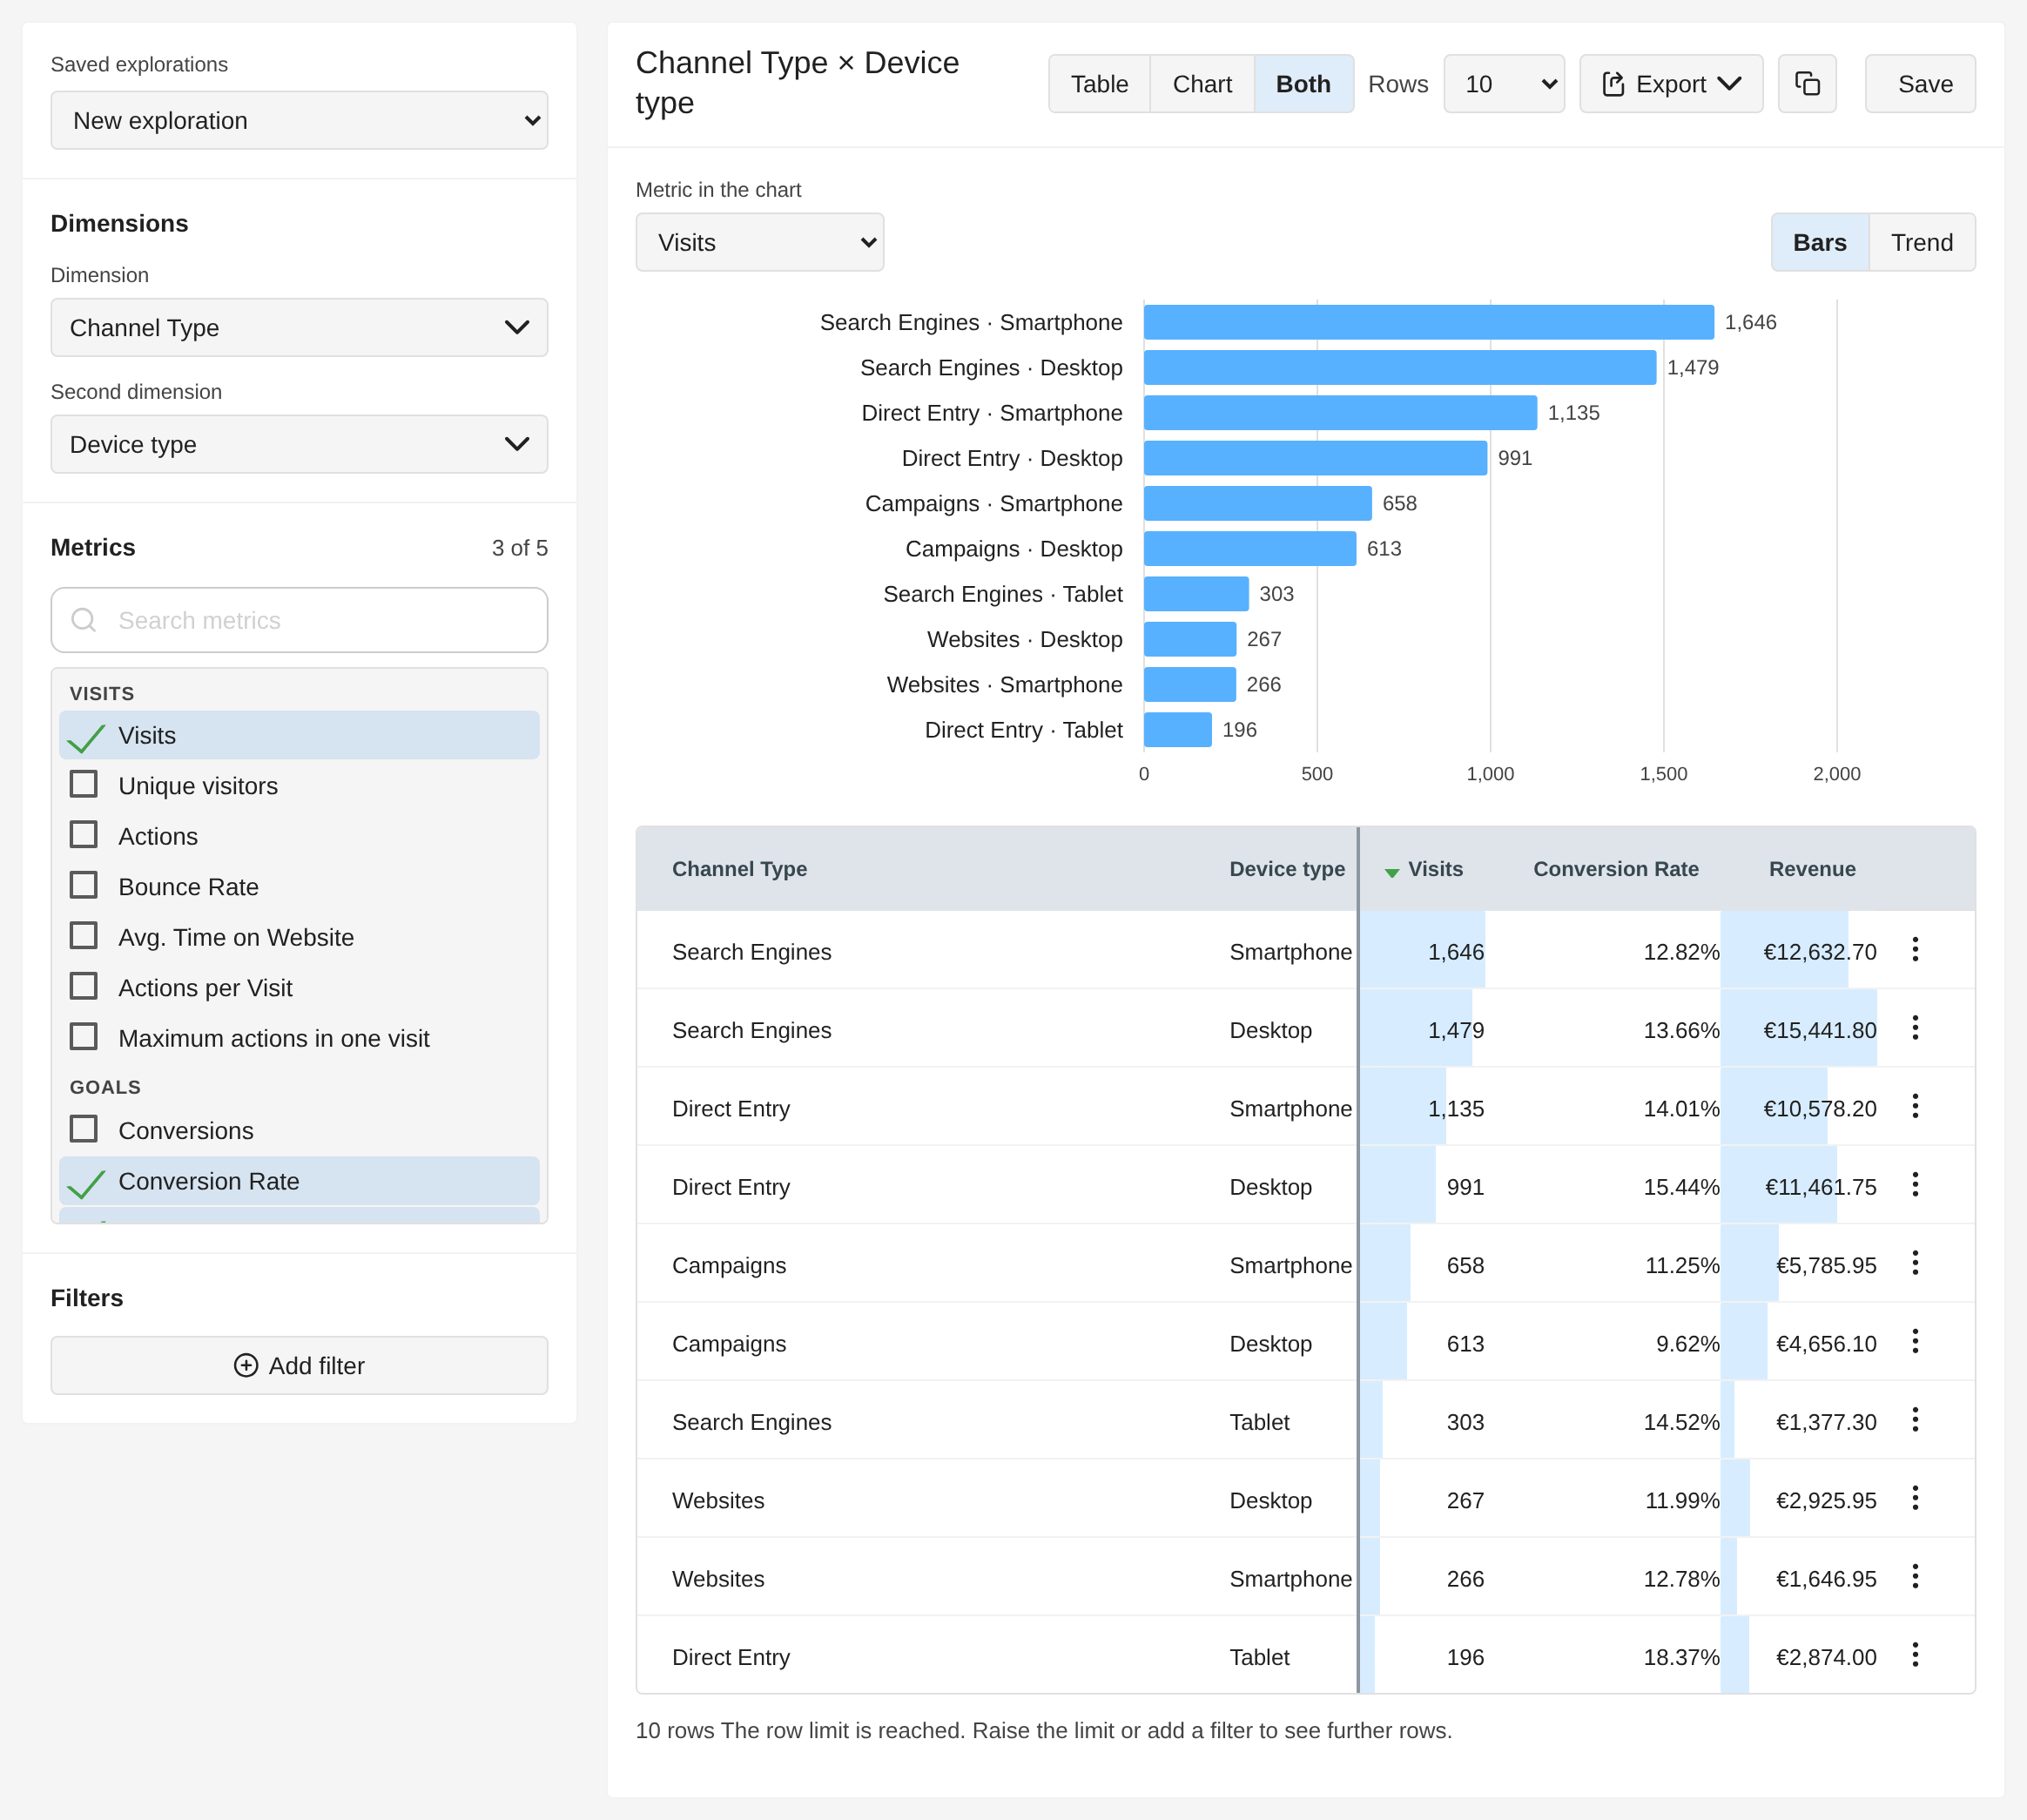 Saved explorations
New exploration
Dimensions
Dimension
Channel Type
Second dimension
Device type
Metrics 3 of 5
Search metrics
VISITS
Visits
Unique visitors
Actions
Bounce Rate
Avg. Time on Website
Actions per Visit
Maximum actions in one visit
GOALS
Conversions
Conversion Rate
Filters
Add filter
Channel Type × Device
type
Table Chart Both Rows 10 Export Save
Metric in the chart
Visits Bars Trend
Search Engines · Smartphone 1,646
Search Engines · Desktop 1,479
Direct Entry · Smartphone 1,135
Direct Entry · Desktop 991
Campaigns · Smartphone 658
Campaigns · Desktop 613
Search Engines · Tablet 303
Websites · Desktop 267
Websites · Smartphone 266
Direct Entry · Tablet 196
0 500 1,000 1,500 2,000
Channel Type Device type Visits Conversion Rate Revenue
Search Engines Smartphone 1,646 12.82% €12,632.70
Search Engines Desktop 1,479 13.66% €15,441.80
Direct Entry Smartphone 1,135 14.01% €10,578.20
Direct Entry Desktop 991 15.44% €11,461.75
Campaigns Smartphone 658 11.25% €5,785.95
Campaigns Desktop 613 9.62% €4,656.10
Search Engines Tablet 303 14.52% €1,377.30
Websites Desktop 267 11.99% €2,925.95
Websites Smartphone 266 12.78% €1,646.95
Direct Entry Tablet 196 18.37% €2,874.00
10 rows The row limit is reached. Raise the limit or add a filter to see further rows.